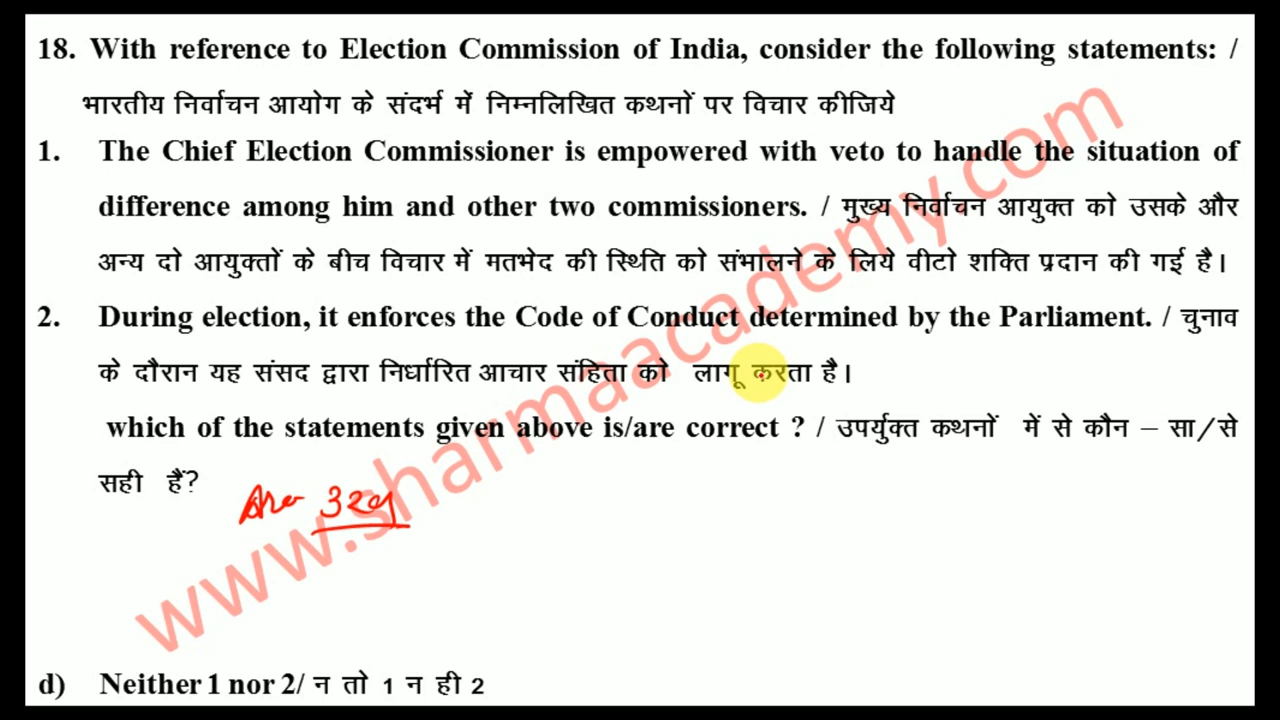 18. With reference to Election Commission of India, consider the following statements: /
भारतीय निर्वाचन आयोग के संदर्भ में निम्नलिखित कथनों पर विचार कीजिये
1. The Chief Election Commissioner is empowered with veto to handle the situation of
difference among him and other two commissioners. / मुख्य निर्वाचन आयुक्त को उसके और
अन्य दो आयुक्तों के बीच विचार में मतभेद की स्थिति को संभालने के लिये वीटो शक्ति प्रदान की गई है।
2. During election, it enforces the Code of Conduct determined by the Parliament. / चुनाव
के दौरान यह संसद द्वारा निर्धारित आचार संहिता को लागू करता है।
which of the statements given above is/are correct ? / उपर्युक्त कथनों में से कौन – सा/से
सही हैं?
d) Neither 1 nor 2/ न तो 1 न ही 2
www.sharmaacademy.com